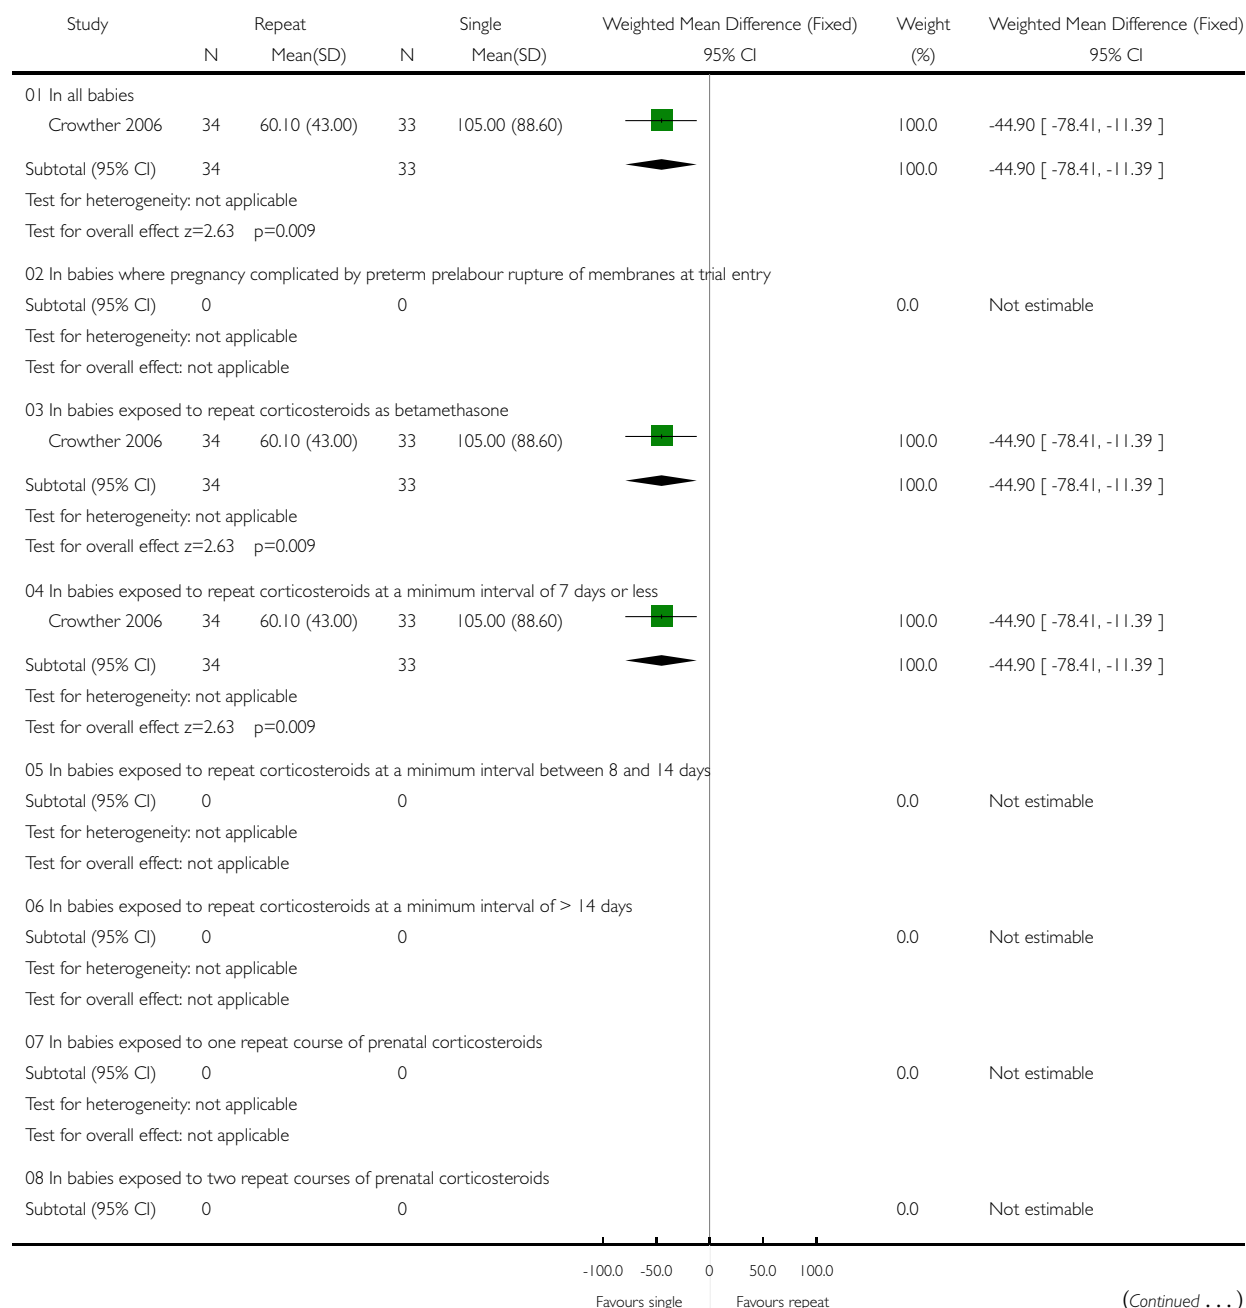 Study Repeat Single Weighted Mean Difference (Fixed) Weight Weighted Mean Difference (Fixed)
N Mean(SD) N Mean(SD) 95% CI (%) 95% CI
01 In all babies
Crowther 2006 34 60.10 (43.00) 33 105.00 (88.60) 100.0 -44.90 [ -78.41, -11.39 ]
Subtotal (95% CI) 34 33 100.0 -44.90 [ -78.41, -11.39 ]
Test for heterogeneity: not applicable
Test for overall effect z=2.63 p=0.009
02 In babies where pregnancy complicated by preterm prelabour rupture of membranes at trial entry
Subtotal (95% CI) 0 0 0.0 Not estimable
Test for heterogeneity: not applicable
Test for overall effect: not applicable
03 In babies exposed to repeat corticosteroids as betamethasone
Crowther 2006 34 60.10 (43.00) 33 105.00 (88.60) 100.0 -44.90 [ -78.41, -11.39 ]
Subtotal (95% CI) 34 33 100.0 -44.90 [ -78.41, -11.39 ]
Test for heterogeneity: not applicable
Test for overall effect z=2.63 p=0.009
04 In babies exposed to repeat corticosteroids at a minimum interval of 7 days or less
Crowther 2006 34 60.10 (43.00) 33 105.00 (88.60) 100.0 -44.90 [ -78.41, -11.39 ]
Subtotal (95% CI) 34 33 100.0 -44.90 [ -78.41, -11.39 ]
Test for heterogeneity: not applicable
Test for overall effect z=2.63 p=0.009
05 In babies exposed to repeat corticosteroids at a minimum interval between 8 and 14 days
Subtotal (95% CI) 0 0 0.0 Not estimable
Test for heterogeneity: not applicable
Test for overall effect: not applicable
06 In babies exposed to repeat corticosteroids at a minimum interval of > 14 days
Subtotal (95% CI) 0 0 0.0 Not estimable
Test for heterogeneity: not applicable
Test for overall effect: not applicable
07 In babies exposed to one repeat course of prenatal corticosteroids
Subtotal (95% CI) 0 0 0.0 Not estimable
Test for heterogeneity: not applicable
Test for overall effect: not applicable
08 In babies exposed to two repeat courses of prenatal corticosteroids
Subtotal (95% CI) 0 0 0.0 Not estimable
-100.0 -50.0 0 50.0 100.0
Favours single Favours repeat (Continued . . . )